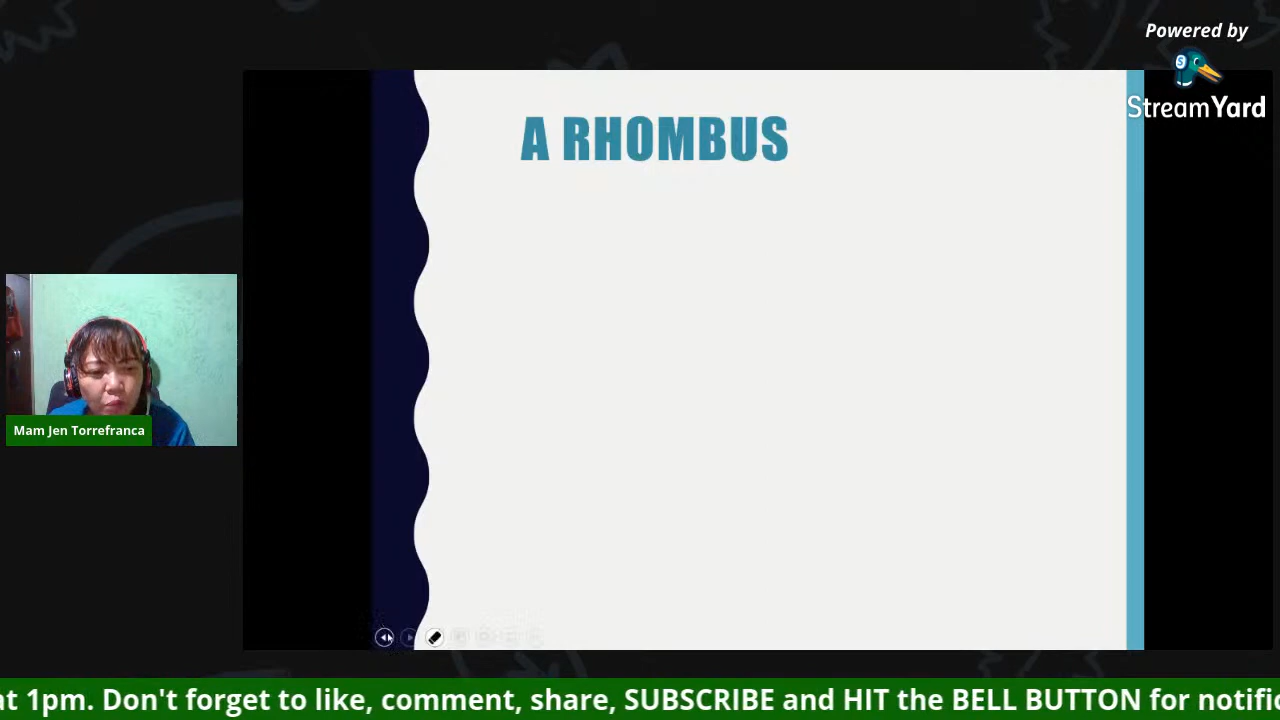 Powered by
StreamYard
A RHOMBUS
Mam Jen Torrefranca
at 1pm. Don't forget to like, comment, share, SUBSCRIBE and HIT the BELL BUTTON for notific